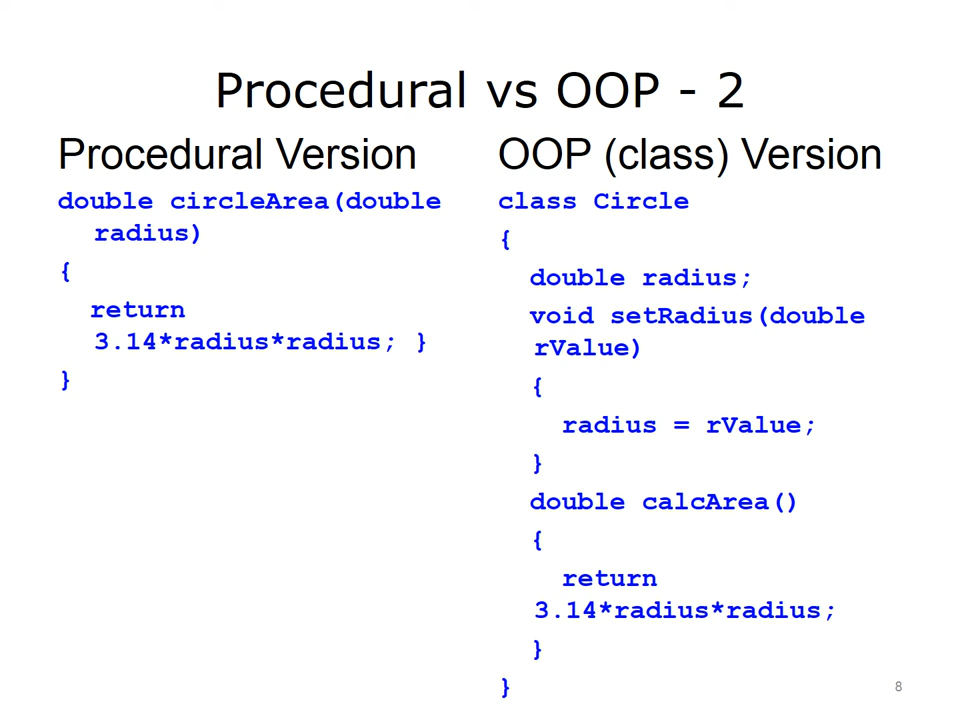 Procedural vs OOP - 2
Procedural Version
double circleArea(double
radius)
{
return
3.14*radius*radius; }
}
OOP (class) Version
class Circle
{
double radius;
void setRadius(double
rValue)
{
radius = rValue;
}
double calcArea()
{
return
3.14*radius*radius;
}
}
8